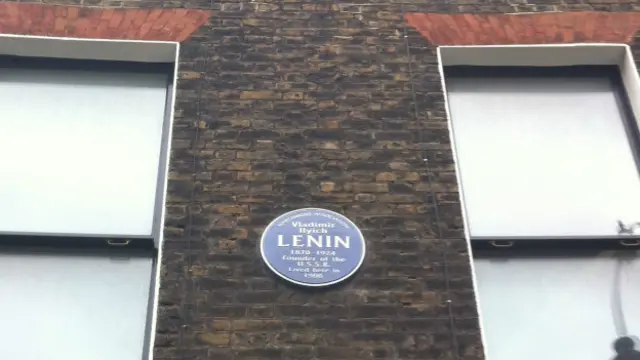 Vladimir
Ilyich
LENIN
1870-1924
Founder of the
U.S.S.R.
Lived here in
1908